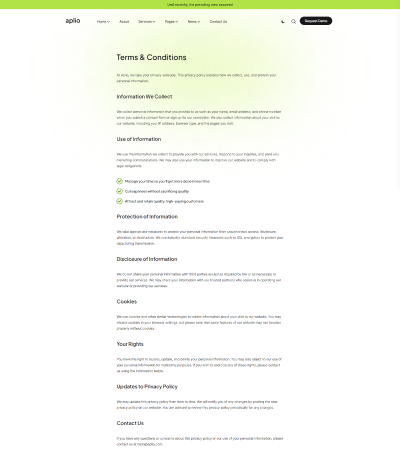 Until recently, the prevailing view assumed
aplio
Home
About
Services
Pages
News
Contact Us
Request Demo
Terms & Conditions
At Aplio, we take your privacy seriously. This privacy policy explains how we collect, use, and protect your
personal information.
Information We Collect
We collect personal information that you provide to us such as your name, email address, and phone number
when you submit a contact form or sign up for our newsletter. We also collect information about your visit to
our website, including your IP address, browser type, and the pages you visit.
Use of Information
We use the information we collect to provide you with our services, respond to your inquiries, and send you
marketing communications. We may also use your information to improve our website and to comply with
legal obligations.
Manage your time so you'll get more done in less time
Cut expenses without sacrificing quality
Attract and retain quality, high-paying customers
Protection of Information
We take appropriate measures to protect your personal information from unauthorized access, disclosure,
alteration, or destruction. We use industry-standard security measures such as SSL encryption to protect your
data during transmission.
Disclosure of Information
We do not share your personal information with third parties except as required by law or as necessary to
provide our services. We may share your information with our trusted partners who assist us in operating our
website or providing our services.
Cookies
We use cookies and other similar technologies to collect information about your visit to our website. You may
disable cookies in your browser settings, but please note that some features of our website may not function
properly without cookies.
Your Rights
You have the right to access, update, and delete your personal information. You may also object to our use of
your personal information for marketing purposes. If you wish to exercise any of these rights, please contact
us using the information below.
Updates to Privacy Policy
We may update this privacy policy from time to time. We will notify you of any changes by posting the new
privacy policy on our website. You are advised to review this privacy policy periodically for any changes.
Contact Us
If you have any questions or concerns about this privacy policy or our use of your personal information, please